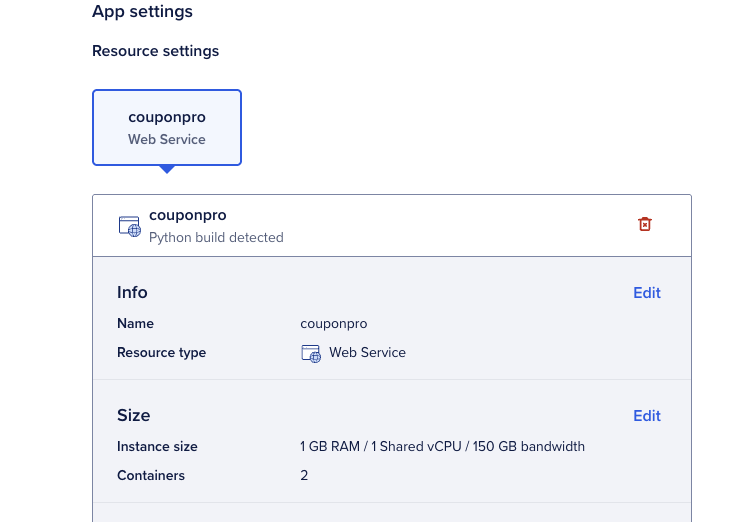 App settings
Resource settings
couponpro
Web Service
couponpro
Python build detected
Info
Edit
Name
couponpro
Resource type
Web Service
Size
Edit
Instance size
1 GB RAM / 1 Shared vCPU / 150 GB bandwidth
Containers
2